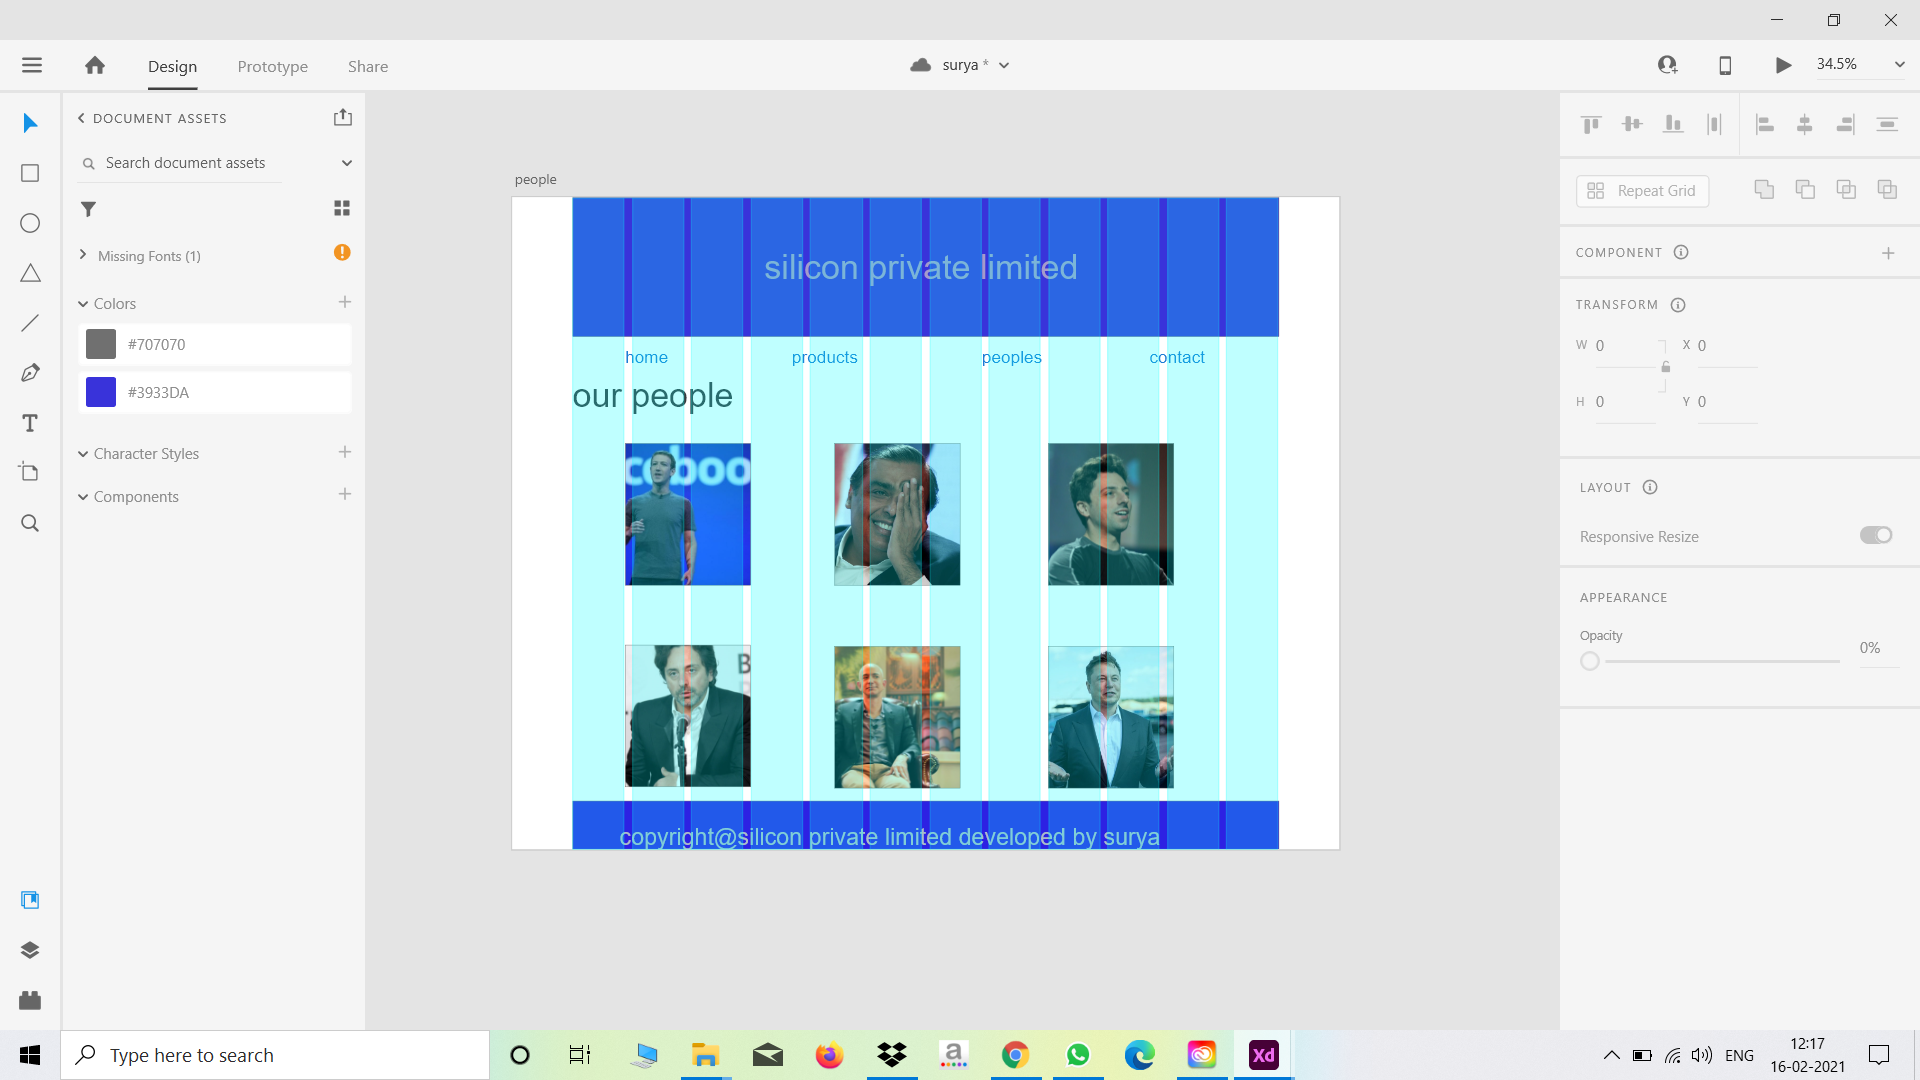 Design
Prototype
Share
surya *
34.5%
DOCUMENT ASSETS
Search document assets
Missing Fonts (1)
Colors
#707070
#3933DA
Character Styles
Components
people
silicon private limited
home products peoples contact
our people
ceboo
B
copyright@silicon private limited developed by surya
Repeat Grid
COMPONENT
TRANSFORM
W 0 X 0
H 0 Y 0
LAYOUT
Responsive Resize
APPEARANCE
Opacity
0%
Type here to search
a
Xd
ENG
12:17
16-02-2021